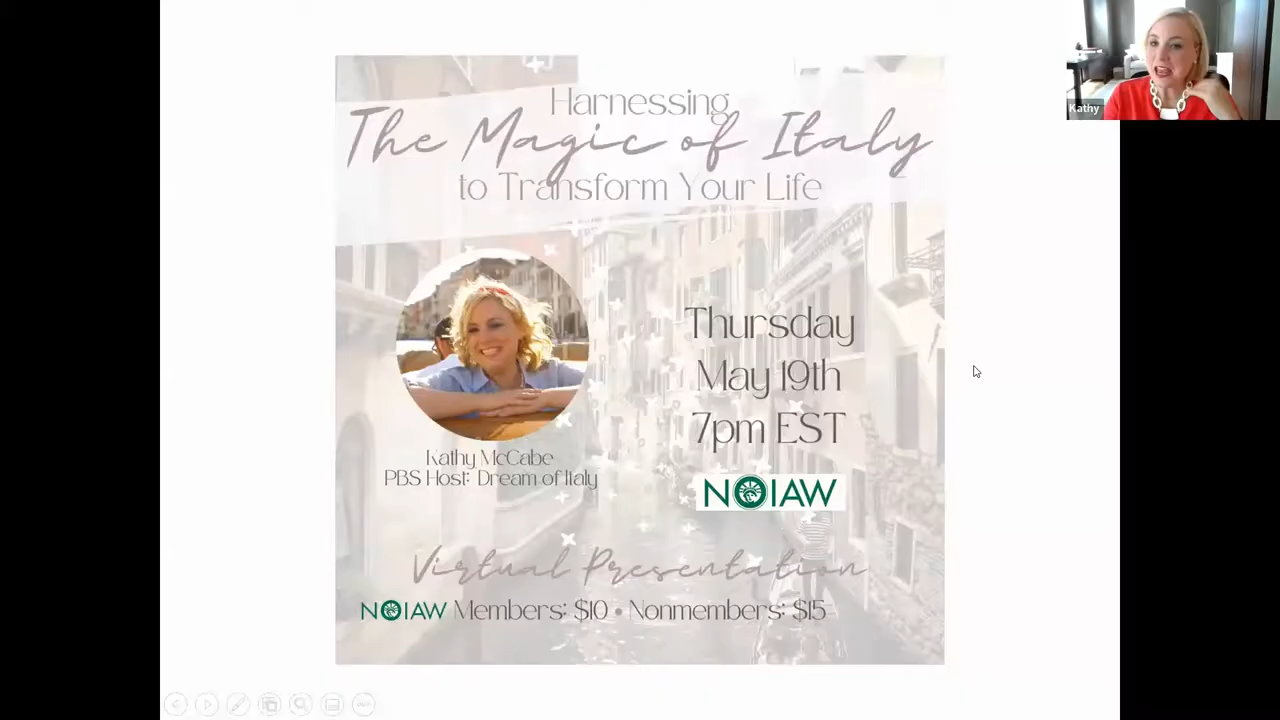 Harnessing
The Magic of Italy
to Transform Your Life
Kathy
Thursday
May 19th
7pm EST
Kathy McCabe
PBS Host: Dream of Italy
NOIAW
Virtual Presentation
NOIAW Members: $10 • Nonmembers: $15